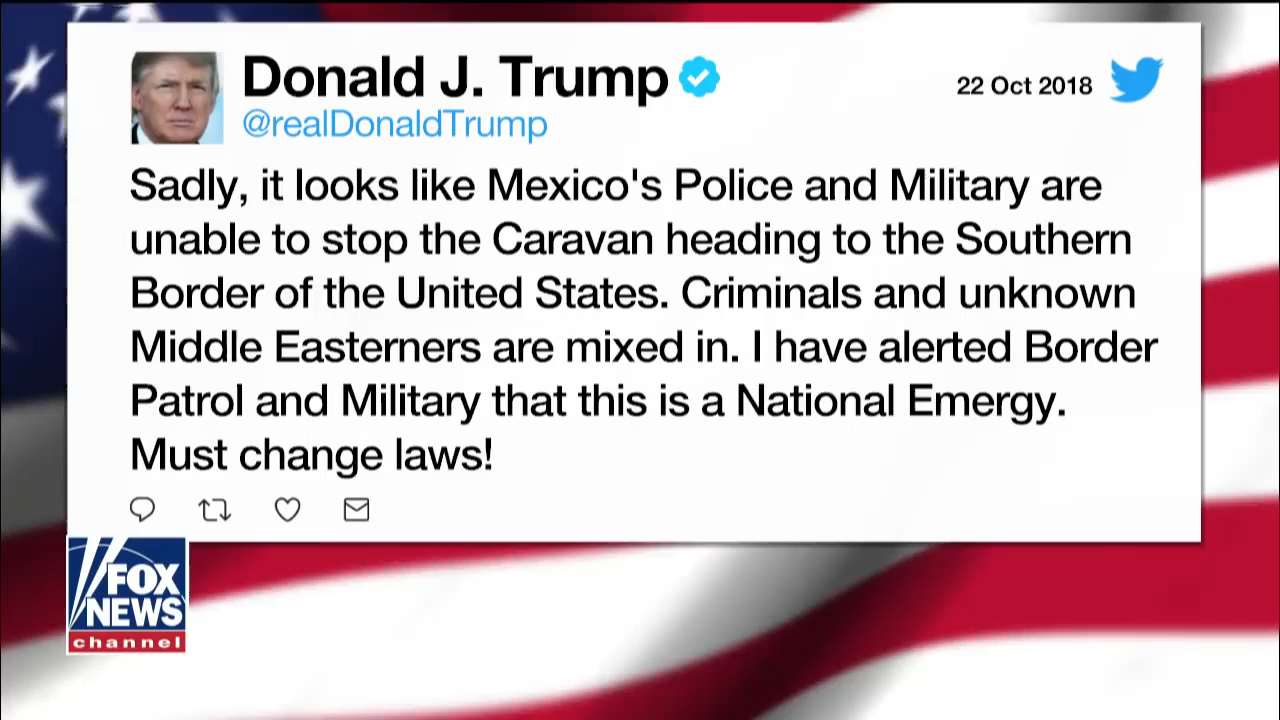 Donald J. Trump
22 Oct 2018
@realDonaldTrump
Sadly, it looks like Mexico's Police and Military are
unable to stop the Caravan heading to the Southern
Border of the United States. Criminals and unknown
Middle Easterners are mixed in. I have alerted Border
Patrol and Military that this is a National Emergy.
Must change laws!
FOX
NEWS
channel